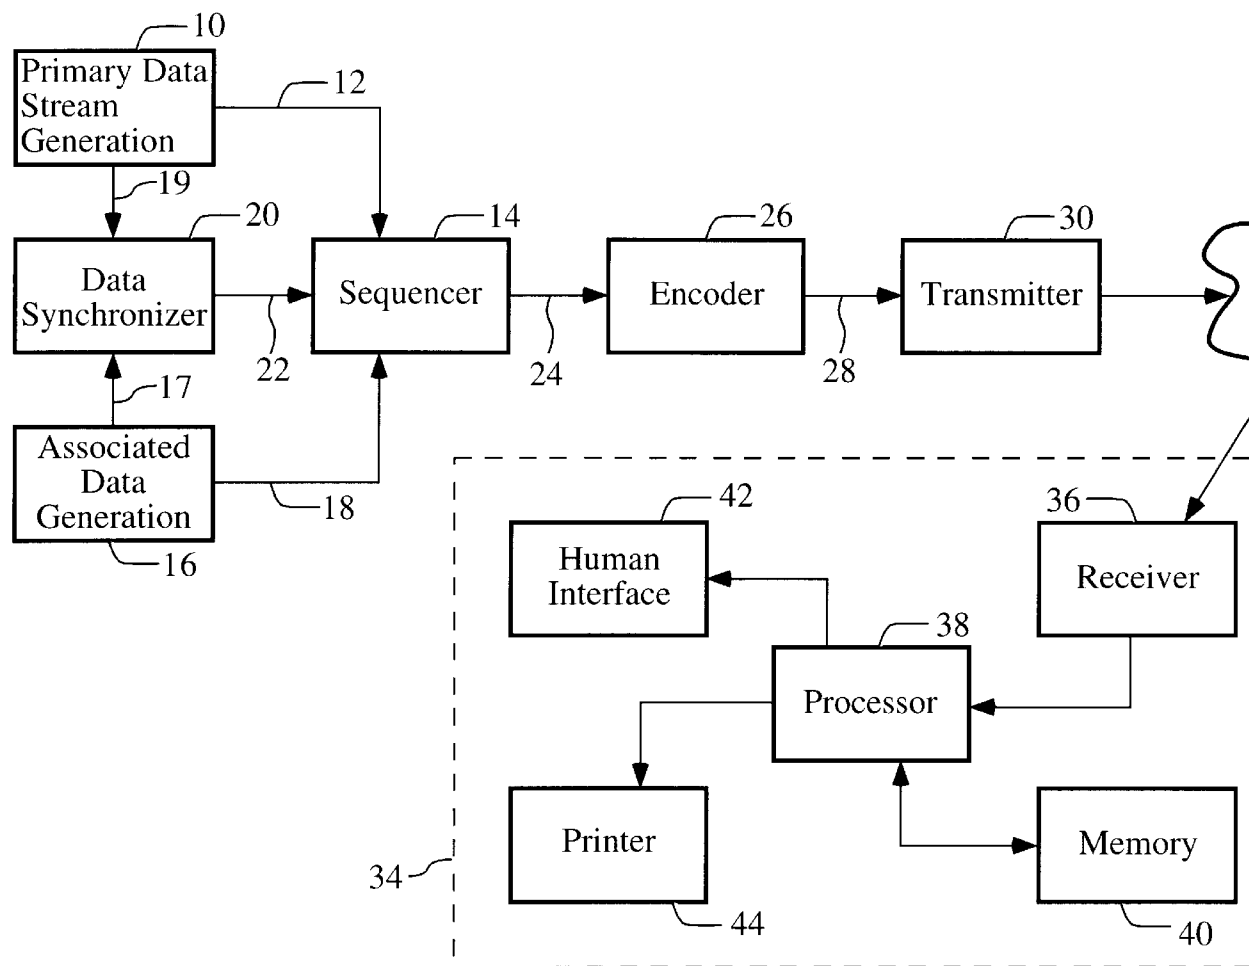 10
Primary Data
Stream
Generation
12
19
20
14
26
30
Data
Synchronizer
Sequencer
Encoder
Transmitter
22
24
28
17
Associated
Data
Generation
18
16
42
36
Human
Interface
Receiver
38
Processor
Printer
Memory
34
44
40